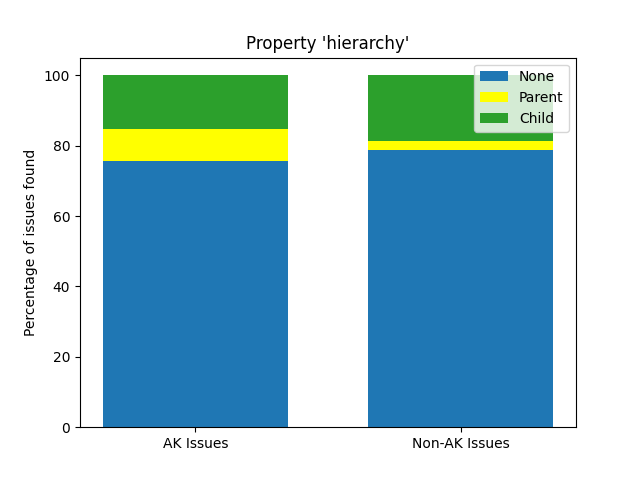 Property 'hierarchy'
None
Parent
Child
Percentage of issues found
100
80
60
40
20
0
AK Issues
Non-AK Issues